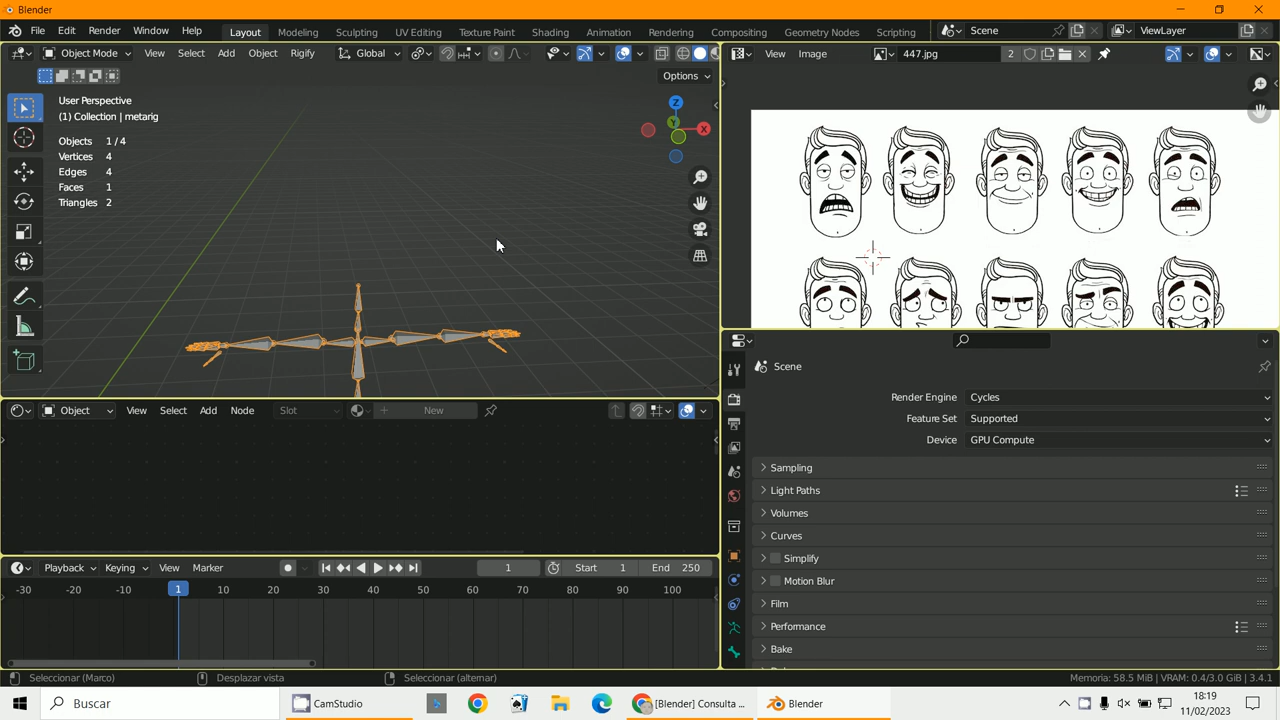 Blender
File Edit Render Window Help Layout Modeling Sculpting UV Editing Texture Paint Shading Animation Rendering Compositing Geometry Nodes Scripting Scene ViewLayer
Object Mode View Select Add Object Rigify Global
View Image 447.jpg 2
Options
User Perspective
(1) Collection | metarig
Objects 1 / 4
Vertices 4
Edges 4
Faces 1
Triangles 2
Z
Y
X
Scene
Render Engine Cycles
Feature Set Supported
Device GPU Compute
Sampling
Light Paths
Volumes
Curves
Simplify
Motion Blur
Film
Performance
Bake
Object View Select Add Node Slot New
Playback Keying View Marker 1 Start 1 End 250
-30 -20 -10 1 10 20 30 40 50 60 70 80 90 100
Seleccionar (Marco) Desplazar vista Seleccionar (alternar) Memoria: 58.5 MiB | VRAM: 0.4/3.0 GiB | 3.4.1
Buscar CamStudio [Blender] Consulta ... Blender
18:19
11/02/2023